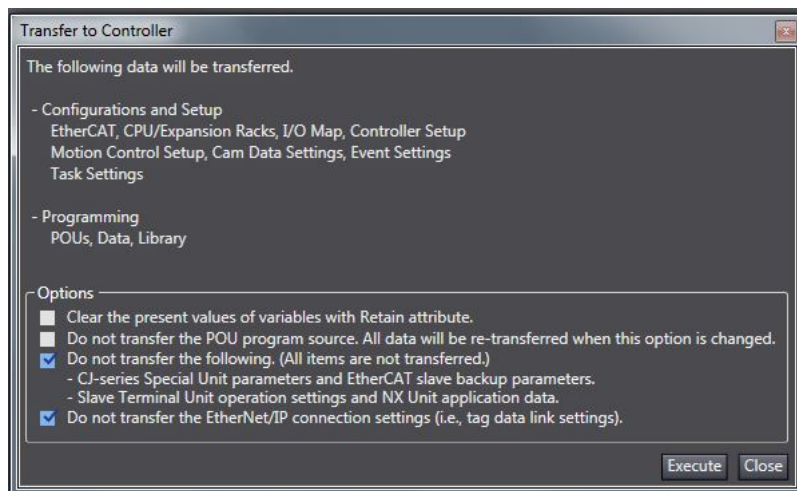 Transfer to Controller
The following data will be transferred.
- Configurations and Setup
EtherCAT, CPU/Expansion Racks, I/O Map, Controller Setup
Motion Control Setup, Cam Data Settings, Event Settings
Task Settings
- Programming
POUs, Data, Library
Options
Clear the present values of variables with Retain attribute.
Do not transfer the POU program source. All data will be re-transferred when this option is changed.
Do not transfer the following. (All items are not transferred.)
- CJ-series Special Unit parameters and EtherCAT slave backup parameters.
- Slave Terminal Unit operation settings and NX Unit application data.
Do not transfer the EtherNet/IP connection settings (i.e., tag data link settings).
Execute Close